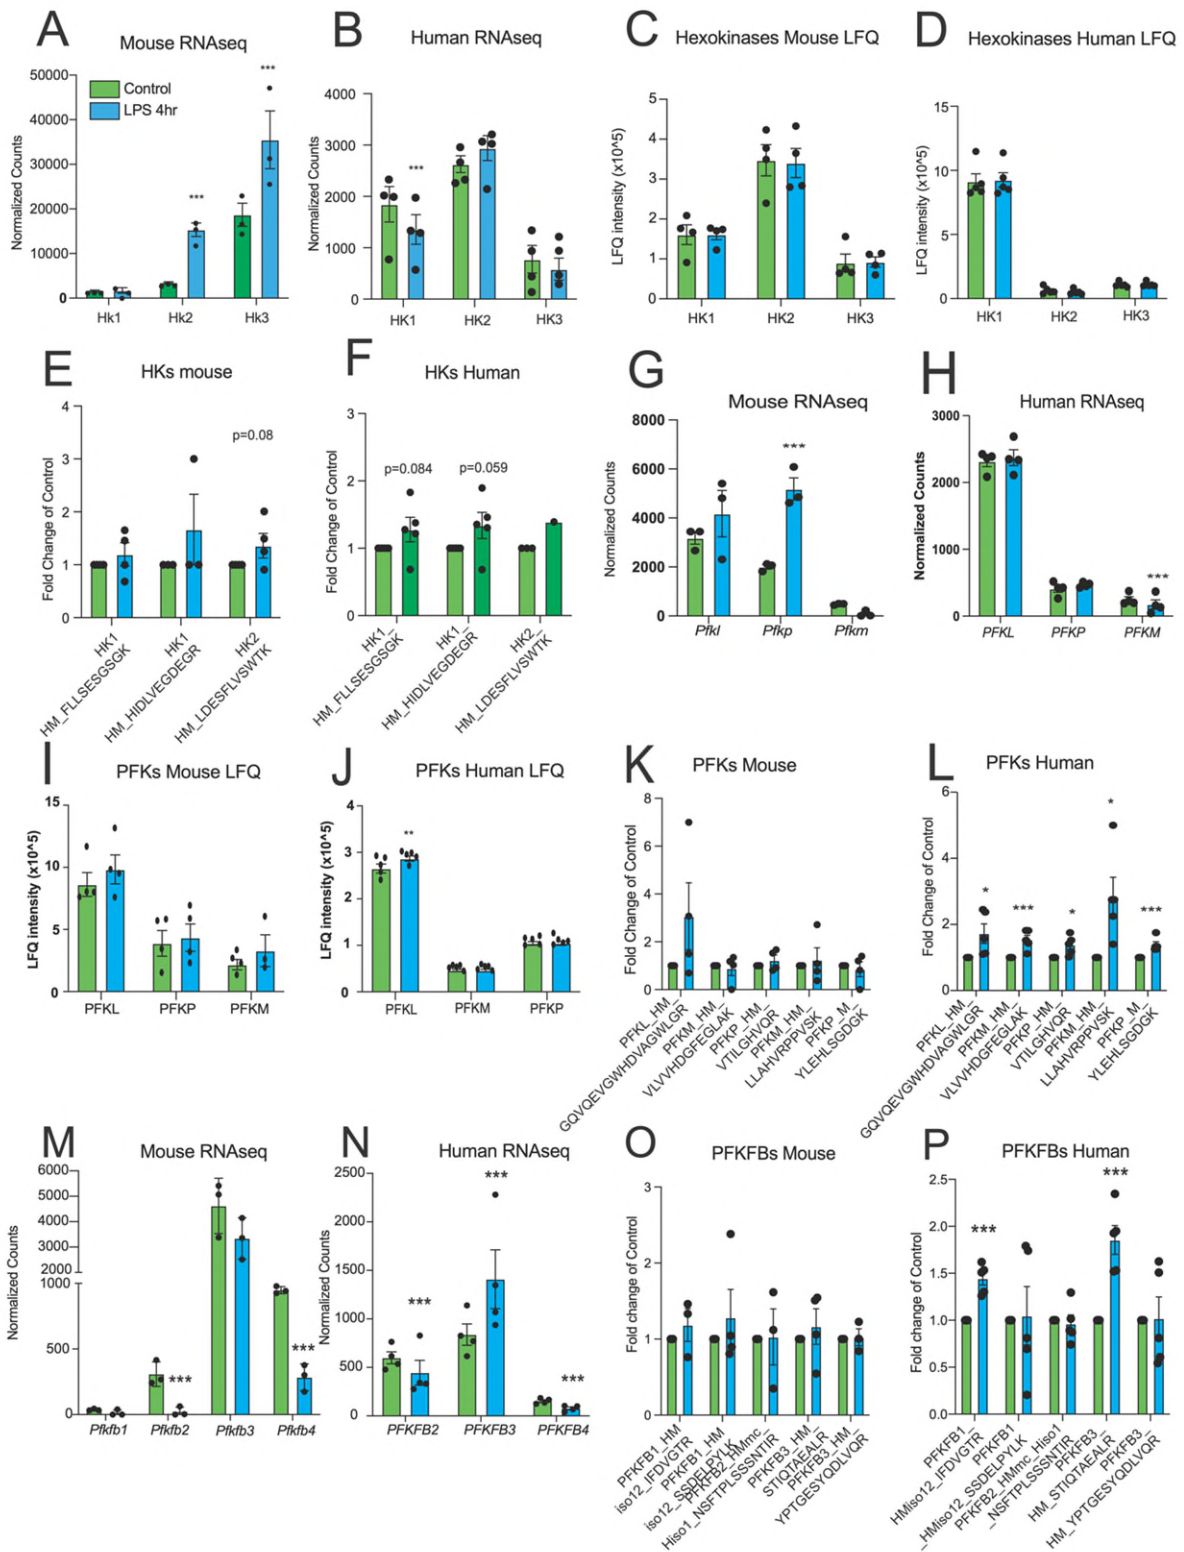 A
Mouse RNAseq
Normalized Counts
50000
40000
30000
20000
10000
0
Control
LPS 4hr
***
***
Hk1
Hk2
Hk3
B
Human RNAseq
Normalized Counts
4000
3000
2000
1000
0
***
HK1
HK2
HK3
C
Hexokinases Mouse LFQ
LFQ intensity (x10^5)
5
4
3
2
1
0
HK1
HK2
HK3
D
Hexokinases Human LFQ
LFQ intensity (x10^5)
15
10
5
0
HK1
HK2
HK3
E
HKs mouse
Fold Change of Control
4
3
2
1
0
p=0.08
HK1
HM_FLLSESGSGK
HK1
HM_HIDLVEGDEGR
HK2
HM_LDESFLVSWTK
F
HKs Human
Fold Change of Control
3
2
1
0
p=0.084
p=0.059
HK1_
HM_FLLSESGSGK
HK1_
HM_HIDLVEGDEGR
HK2_
HM_LDESFLVSWTK
G
Mouse RNAseq
Normalized Counts
8000
6000
4000
2000
0
***
Pfkl
Pfkp
Pfkm
H
Human RNAseq
Normalized Counts
3000
2000
1000
0
***
PFKL
PFKP
PFKM
I
PFKs Mouse LFQ
LFQ intensity (x10^5)
15
10
5
0
PFKL
PFKP
PFKM
J
PFKs Human LFQ
LFQ intensity (x10^5)
4
3
2
1
0
**
PFKL
PFKM
PFKP
K
PFKs Mouse
Fold Change of Control
8
6
4
2
0
PFKL_HM_
GQVQEVGWHDVAGWLGR
PFKM_HM_
VLVVHDGFEGLAK
PFKP_HM_
VTILGHVQR
PFKM_HM_
LLAHVRPPVSK
PFKP_M_
YLEHLSGDGK
L
PFKs Human
Fold Change of Control
6
4
2
0
*
***
*
*
***
PFKL_HM_
GQVQEVGWHDVAGWLGR
PFKM_HM_
VLVVHDGFEGLAK
PFKP_HM_
VTILGHVQR
PFKM_HM_
LLAHVRPPVSK
PFKP_M_
YLEHLSGDGK
M
Mouse RNAseq
Normalized Counts
6000
5000
4000
3000
2000
1000
500
0
***
***
Pfkfb1
Pfkfb2
Pfkfb3
Pfkfb4
N
Human RNAseq
Normalized Counts
2500
2000
1500
1000
500
0
***
***
***
PFKFB2
PFKFB3
PFKFB4
O
PFKFBs Mouse
Fold change of Control
3
2
1
0
PFKFB1_HM
iso12_IFDVGTR
PFKFB1_HM
iso12_SSDELPYLK
PFKFB2_HMmc_
Hiso1_NSFTPLSSSNTIR
PFKFB3_HM
STIQTAEALR
PFKFB3_HM_
YPTGESYQDLVQR
P
PFKFBs Human
Fold change of Control
2.5
2.0
1.5
1.0
0.5
0.0
***
***
PFKFB1_
HMiso12_IFDVGTR
PFKFB1
_HMiso12_SSDELPYLK
PFKFB2_HMmc_Hiso1
_NSFTPLSSSNTIR
PFKFB3_
HM_STIQTAEALR
PFKFB3_
HM_YPTGESYQDLVQR